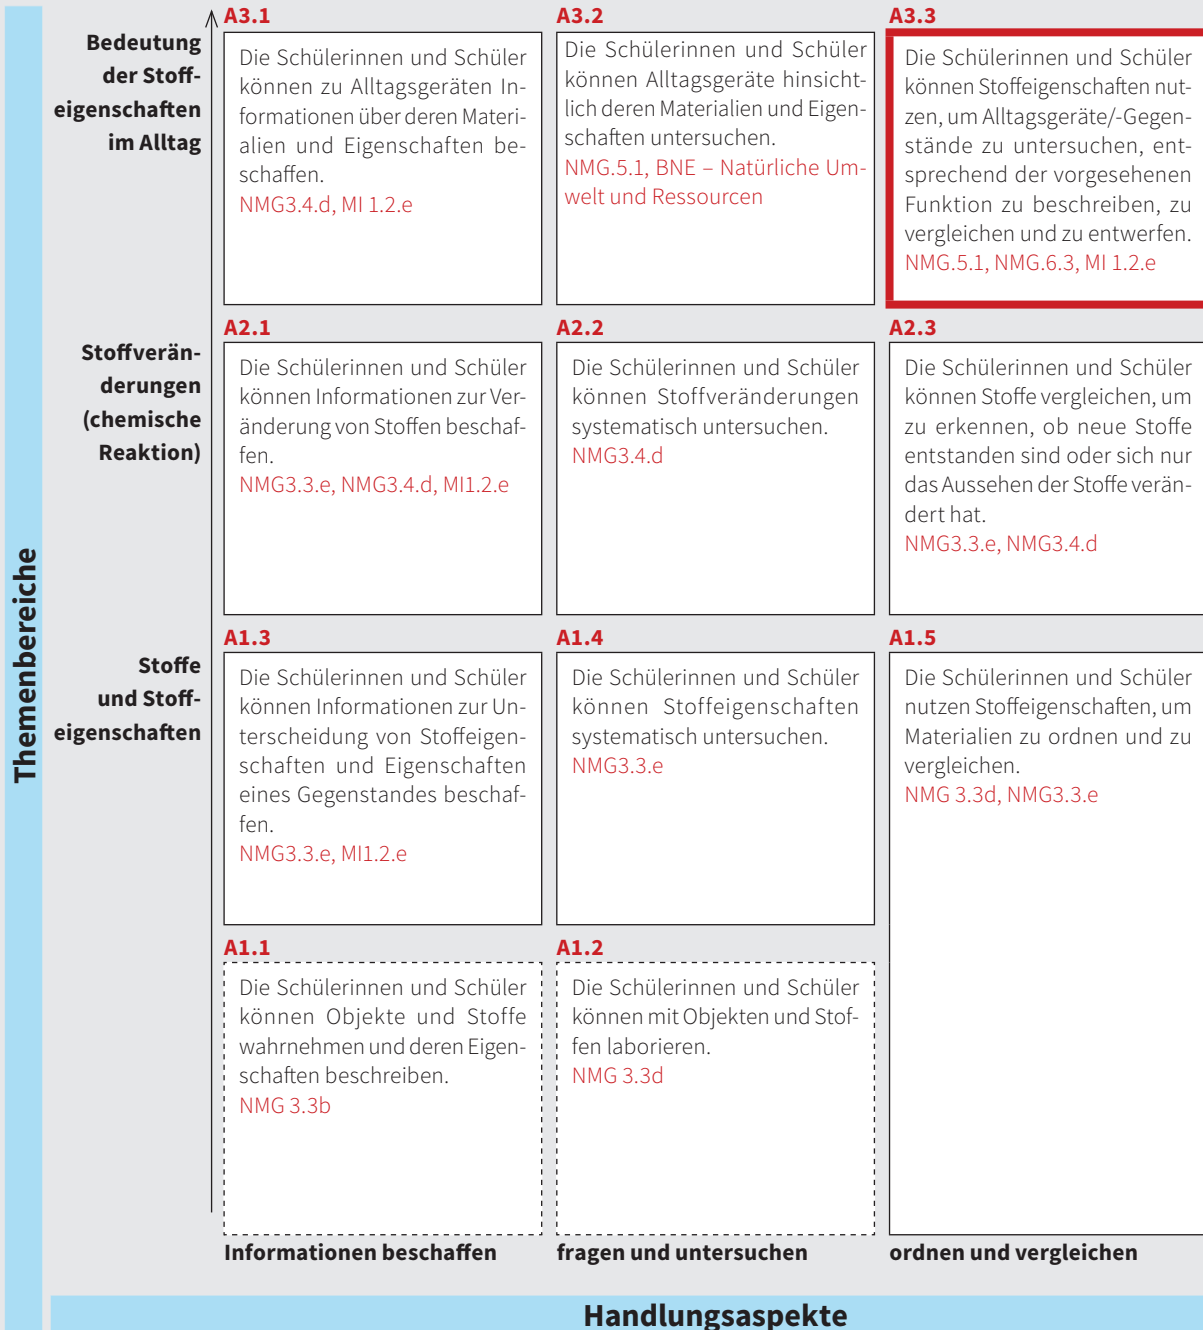 Themenbereiche
Bedeutung
der Stoff-
eigenschaften
im Alltag
A3.1
Die Schülerinnen und Schüler
können zu Alltagsgeräten In-
formationen über deren Materi-
alien und Eigenschaften be-
schaffen.
NMG3.4.d, MI 1.2.e
A3.2
Die Schülerinnen und Schüler
können Alltagsgeräte hinsicht-
lich deren Materialien und Eigen-
schaften untersuchen.
NMG.5.1, BNE – Natürliche Um-
welt und Ressourcen
A3.3
Die Schülerinnen und Schüler
können Stoffeigenschaften nut-
zen, um Alltagsgeräte/-Gegen-
stände zu untersuchen, ent-
sprechend der vorgesehenen
Funktion zu beschreiben, zu
vergleichen und zu entwerfen.
NMG.5.1, NMG.6.3, MI 1.2.e
Stoffverän-
derungen
(chemische
Reaktion)
A2.1
Die Schülerinnen und Schüler
können Informationen zur Ver-
änderung von Stoffen beschaf-
fen.
NMG3.3.e, NMG3.4.d, MI1.2.e
A2.2
Die Schülerinnen und Schüler
können Stoffveränderungen
systematisch untersuchen.
NMG3.4.d
A2.3
Die Schülerinnen und Schüler
können Stoffe vergleichen, um
zu erkennen, ob neue Stoffe
entstanden sind oder sich nur
das Aussehen der Stoffe verän-
dert hat.
NMG3.3.e, NMG3.4.d
Stoffe
und Stoff-
eigenschaften
A1.3
Die Schülerinnen und Schüler
können Informationen zur Un-
terscheidung von Stoffeigen-
schaften und Eigenschaften
eines Gegenstandes beschaf-
fen.
NMG3.3.e, MI1.2.e
A1.4
Die Schülerinnen und Schüler
können Stoffeigenschaften
systematisch untersuchen.
NMG3.3.e
A1.5
Die Schülerinnen und Schüler
nutzen Stoffeigenschaften, um
Materialien zu ordnen und zu
vergleichen.
NMG 3.3d, NMG3.3.e
A1.1
Die Schülerinnen und Schüler
können Objekte und Stoffe
wahrnehmen und deren Eigen-
schaften beschreiben.
NMG 3.3b
A1.2
Die Schülerinnen und Schüler
können mit Objekten und Stof-
fen laborieren.
NMG 3.3d
Informationen beschaffen
fragen und untersuchen
ordnen und vergleichen
Handlungsaspekte